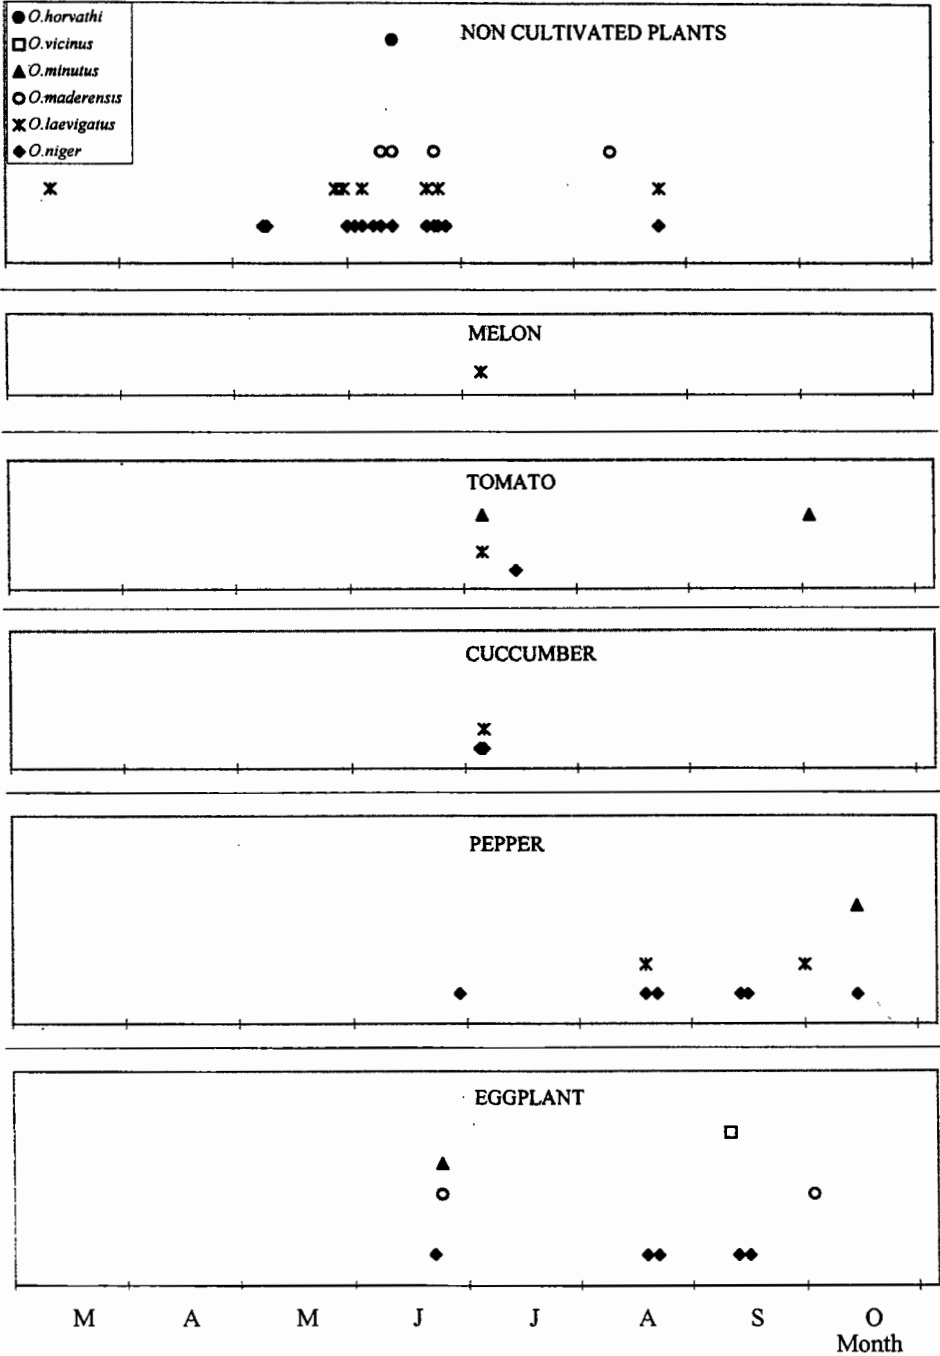 O.horvathi
O.vicinus
O.minutus
O.maderensis
O.laevigatus
O.niger
NON CULTIVATED PLANTS
MELON
TOMATO
CUCCUMBER
PEPPER
EGGPLANT
M A M J J A S O
Month